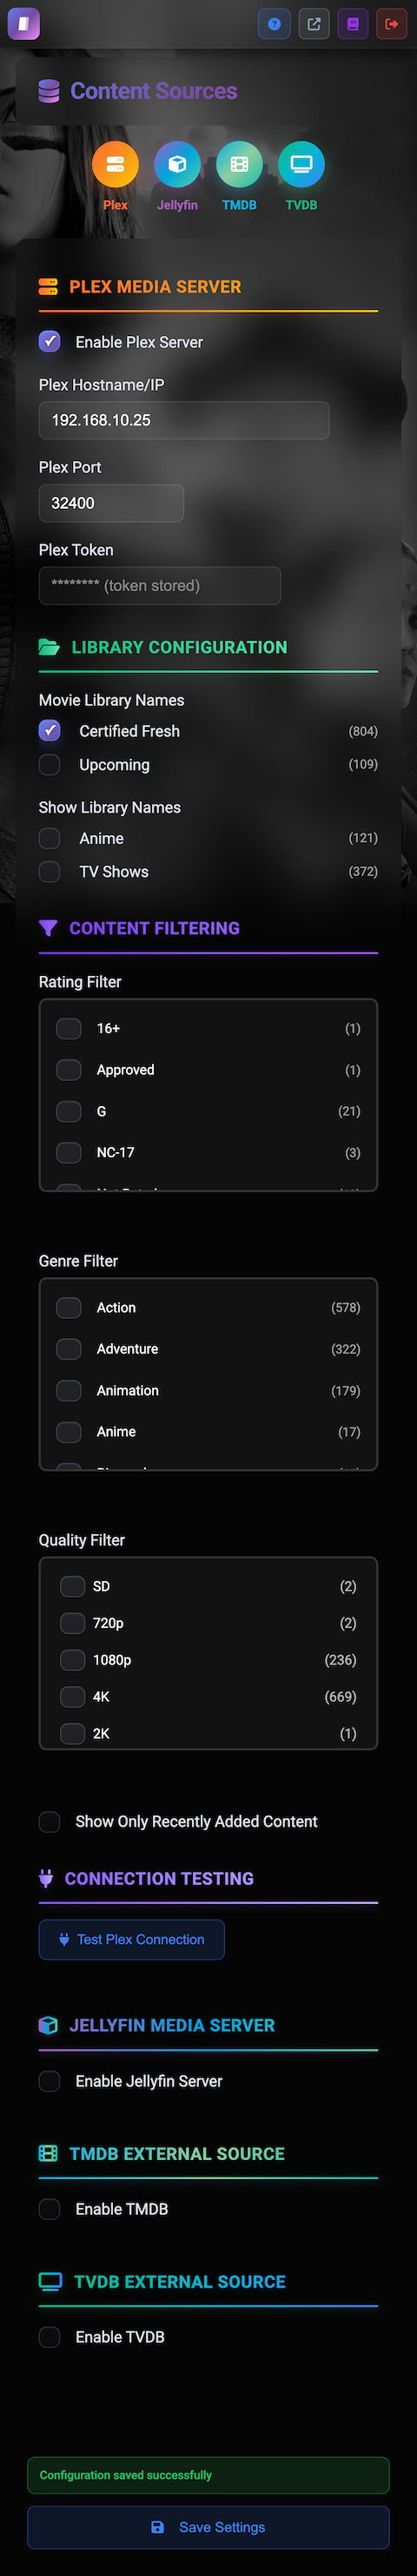 Content Sources
Plex Jellyfin TMDB TVDB
PLEX MEDIA SERVER
Enable Plex Server
Plex Hostname/IP
192.168.10.25
Plex Port
32400
Plex Token
******** (token stored)
LIBRARY CONFIGURATION
Movie Library Names
Certified Fresh (804)
Upcoming (109)
Show Library Names
Anime (121)
TV Shows (372)
CONTENT FILTERING
Rating Filter
16+ (1)
Approved (1)
G (21)
NC-17 (3)
Genre Filter
Action (578)
Adventure (322)
Animation (179)
Anime (17)
Quality Filter
SD (2)
720p (2)
1080p (236)
4K (669)
2K (1)
Show Only Recently Added Content
CONNECTION TESTING
Test Plex Connection
JELLYFIN MEDIA SERVER
Enable Jellyfin Server
TMDB EXTERNAL SOURCE
Enable TMDB
TVDB EXTERNAL SOURCE
Enable TVDB
Configuration saved successfully
Save Settings